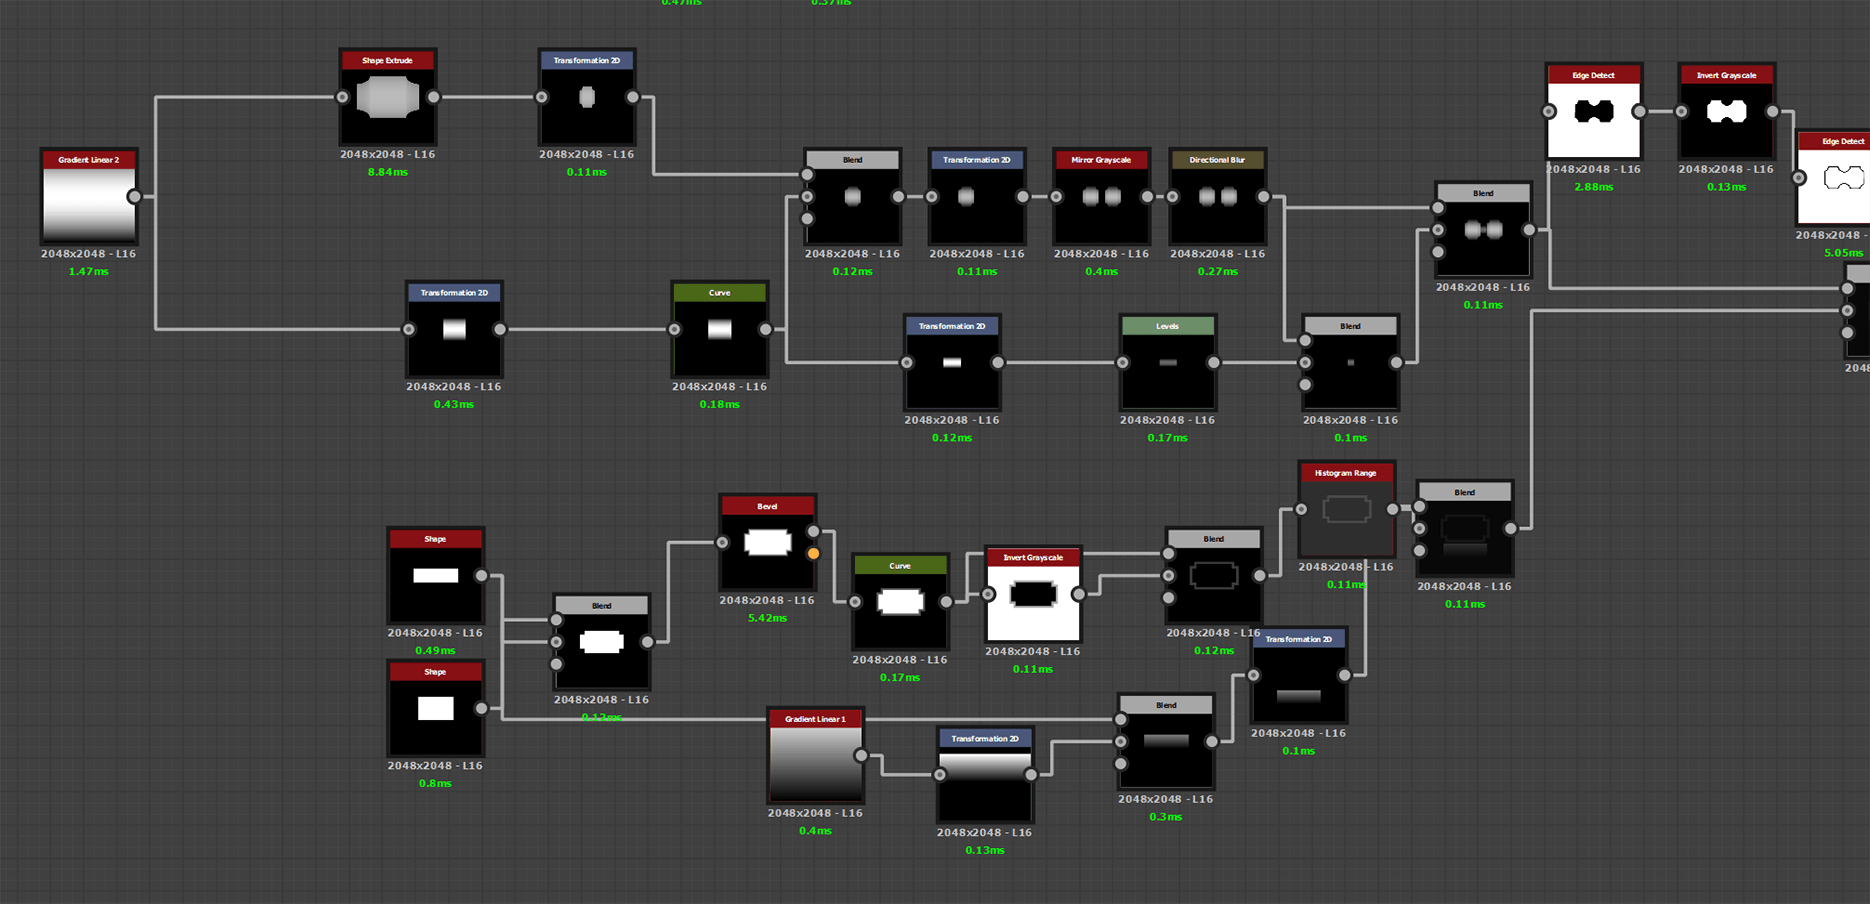 0.47ms
0.37ms
Shape Extrude
2048x2048 - L16
8.84ms
Transformation 2D
2048x2048 - L16
0.11ms
Edge Detect
2048x2048 - L16
2.88ms
Invert Grayscale
2048x2048 - L16
0.13ms
Edge Detect
2048x2048 -
5.05ms
Gradient Linear 2
2048x2048 - L16
1.47ms
Blend
2048x2048 - L16
0.12ms
Transformation 2D
2048x2048 - L16
0.11ms
Mirror Grayscale
2048x2048 - L16
0.4ms
Directional Blur
2048x2048 - L16
0.27ms
Blend
2048x2048 - L16
0.11ms
Transformation 2D
2048x2048 - L16
0.43ms
Curve
2048x2048 - L16
0.18ms
Transformation 2D
2048x2048 - L16
0.12ms
Levels
2048x2048 - L16
0.17ms
Blend
2048x2048 - L16
0.1ms
Histogram Range
2048x2048 - L16
0.11ms
Blend
2048x2048 - L16
0.11ms
Bevel
2048x2048 - L16
5.42ms
Shape
2048x2048 - L16
0.49ms
Curve
2048x2048 - L16
0.17ms
Invert Grayscale
2048x2048 - L16
0.11ms
Blend
2048x2048 - L16
0.12ms
Blend
2048x2048 - L16
0.12ms
Transformation 2D
2048x2048 - L16
0.1ms
Shape
2048x2048 - L16
0.8ms
Gradient Linear 1
2048x2048 - L16
0.4ms
Transformation 2D
2048x2048 - L16
0.13ms
Blend
2048x2048 - L16
0.3ms